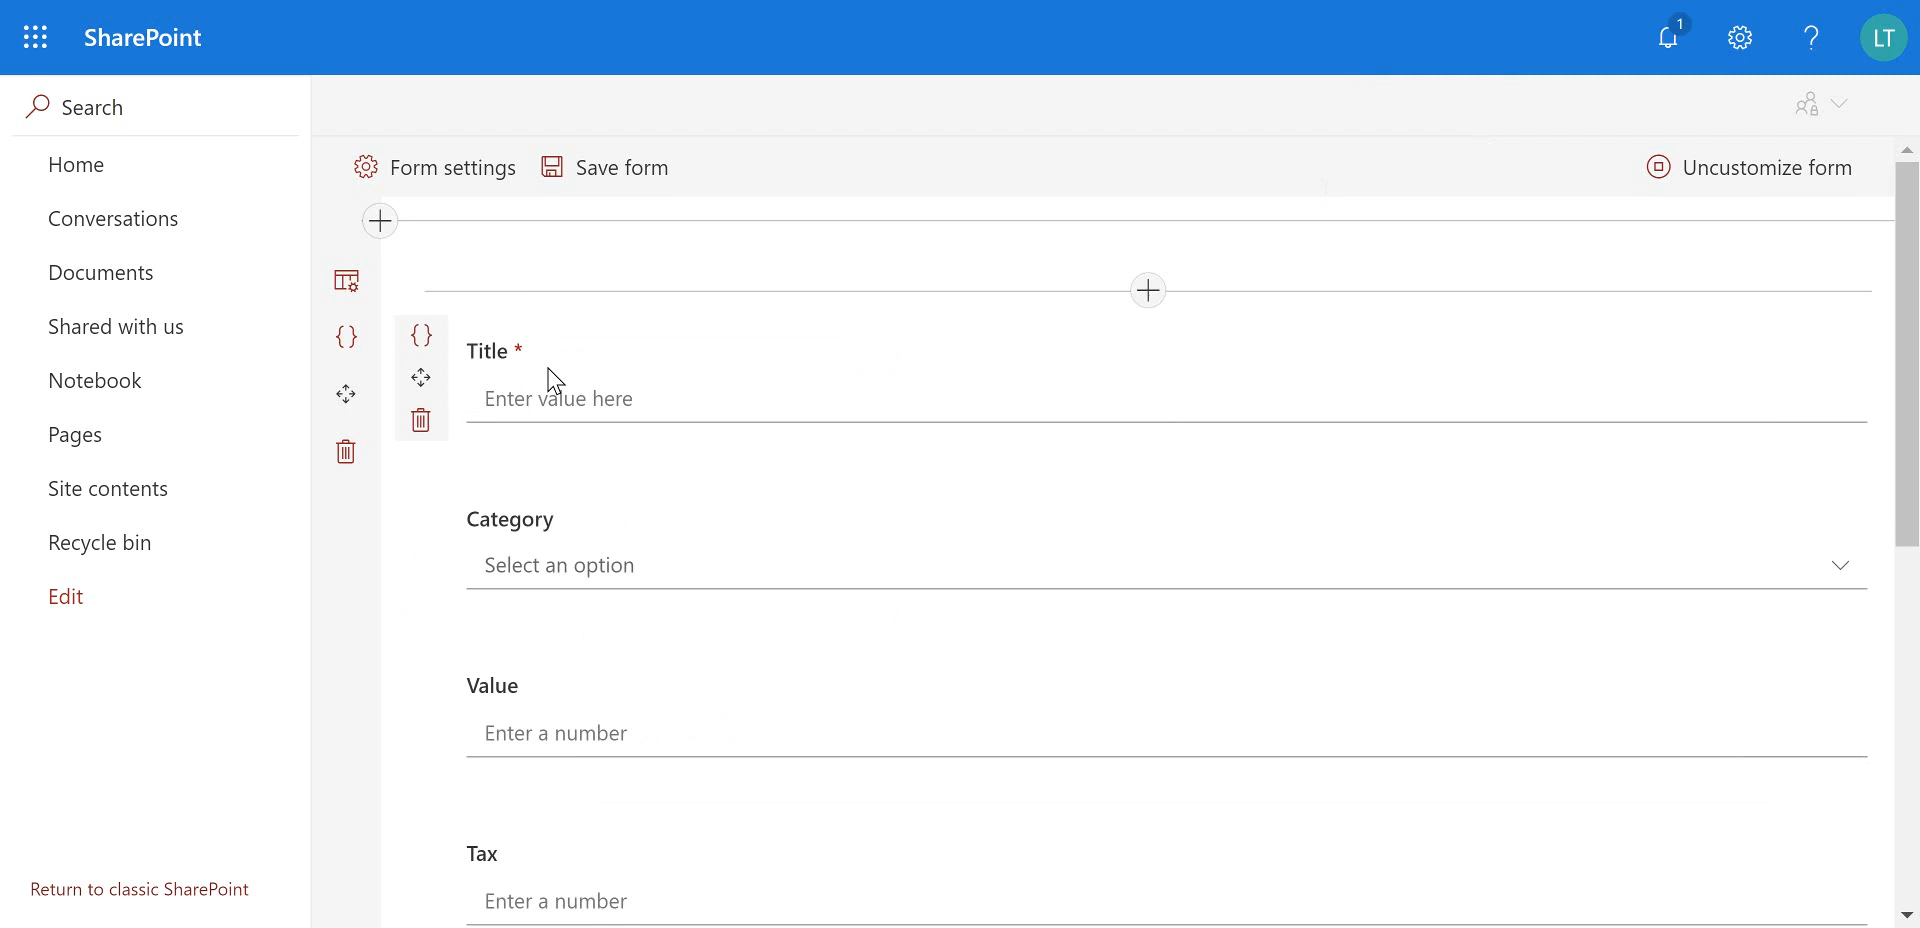 SharePoint
1
LT
Search
Home
Conversations
Documents
Shared with us
Notebook
Pages
Site contents
Recycle bin
Edit
Return to classic SharePoint
Form settings
Save form
Uncustomize form
Title *
Enter value here
Category
Select an option
Value
Enter a number
Tax
Enter a number